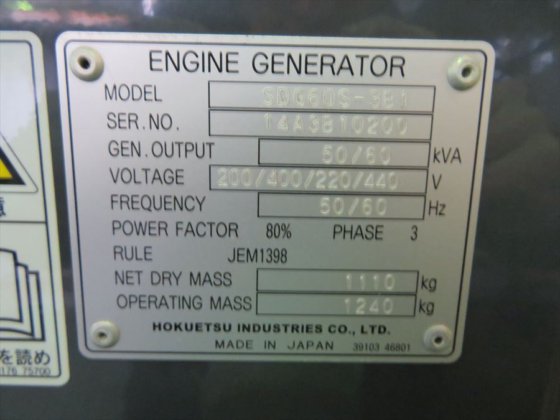 ENGINE GENERATOR
MODEL SDG60S-3B1
SER.NO. 14A3B10200
GEN.OUTPUT 50/60 kVA
VOLTAGE 200/400/220/440 V
FREQUENCY 50/60 Hz
POWER FACTOR 80% PHASE 3
RULE JEM1398
NET DRY MASS 1110 kg
OPERATING MASS 1240 kg
HOKUETSU INDUSTRIES CO., LTD.
MADE IN JAPAN 39103 46801
を読め
176 75700